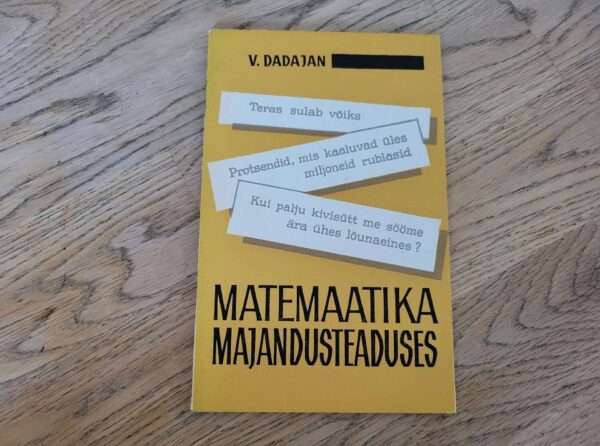 V. DADAJAN
Teras sulab võiks
Protsendid, mis kaaluvad üles
miljoneid rublasid
Kui palju kivisütt me sööme
ära ühes lõunaeines?
MATEMAATIKA
MAJANDUSTEADUSES